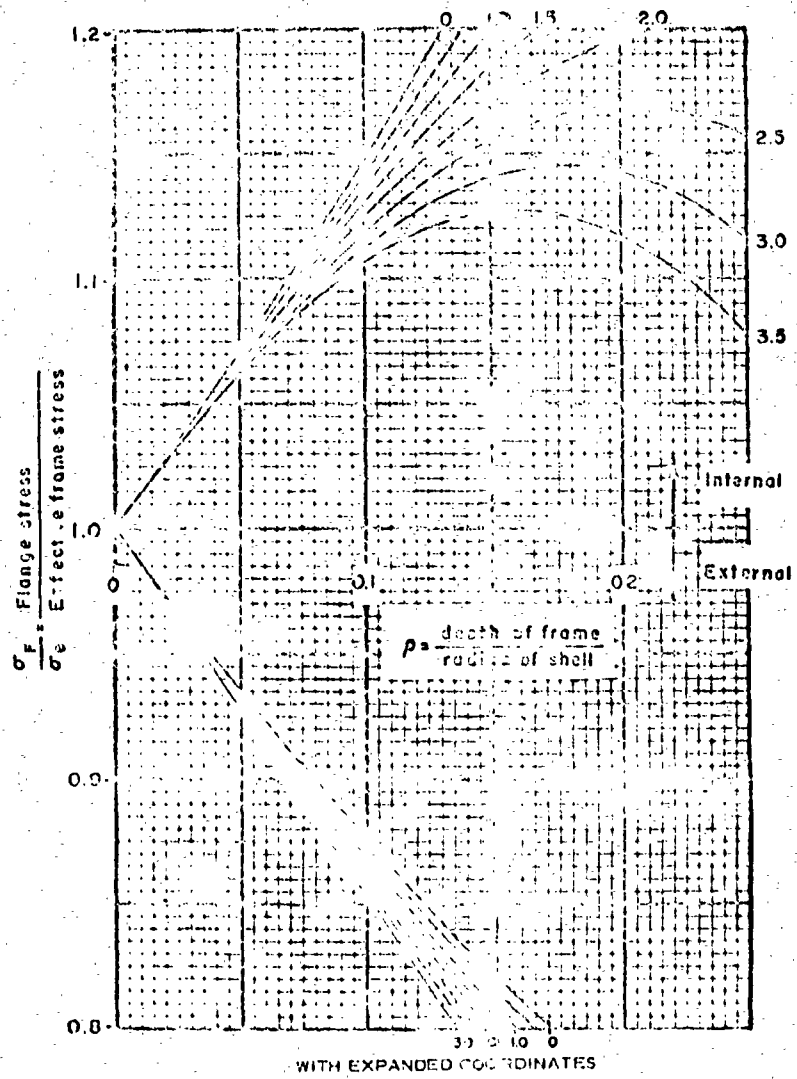 0 1.5 2.0
1.2
2.5
3.0
1.1
3.5
σF = Flange stress
σe frame stress
Internal
1.0
0 0.1 0.2
External
ρ = depth of frame
radius of shell
0.9
0.8
3.0 1.0 0
WITH EXPANDED